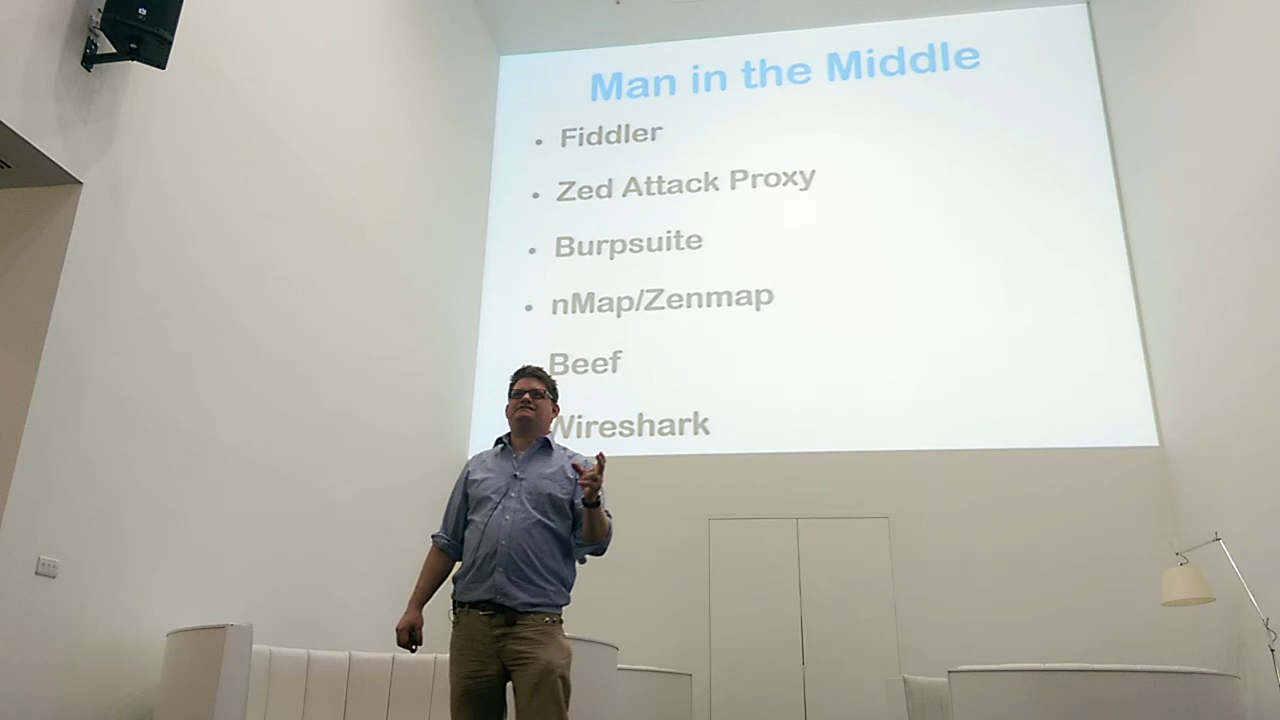 Man in the Middle
• Fiddler
• Zed Attack Proxy
• Burpsuite
• nMap/Zenmap
Beef
Wireshark